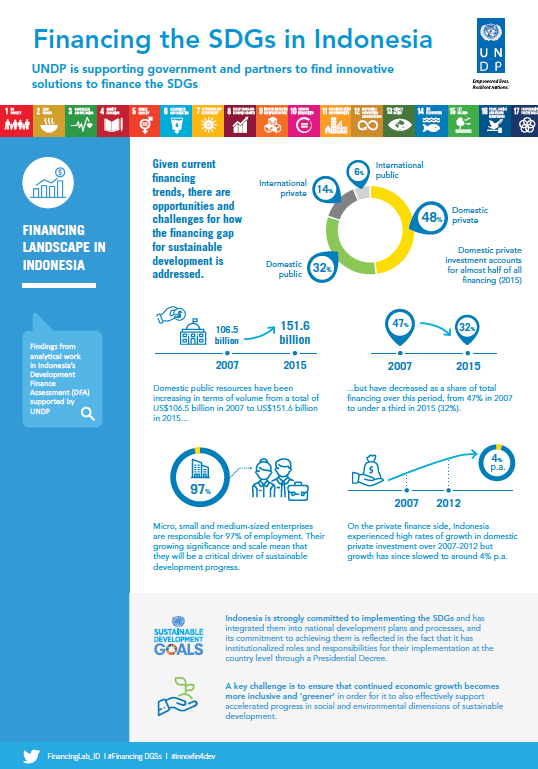 Financing the SDGs in Indonesia
UNDP is supporting government and partners to find innovative
solutions to finance the SDGs
U N
D P
Empowered lives.
Resilient nations.
1
2
3
4
5
6
7
8
9
10
11
12
13
14
15
16
17
FINANCING
LANDSCAPE IN
INDONESIA
Findings from
analytical work
in Indonesia's
Development
Finance
Assessment (DFA)
supported by
UNDP
Given current
financing
trends, there are
opportunities and
challenges for how
the financing gap
for sustainable
development is
addressed.
International
public
6%
International
private
14%
48%
Domestic
private
Domestic
public
32%
Domestic private
investment accounts
for almost half of all
financing (2015)
106.5
billion
151.6
billion
2007
2015
Domestic public resources have been
increasing in terms of volume from a total of
US$106.5 billion in 2007 to US$151.6 billion
in 2015...
47%
32%
2007
2015
...but have decreased as a share of total
financing over this period, from 47% in 2007
to under a third in 2015 (32%).
97%
Micro, small and medium-sized enterprises
are responsible for 97% of employment. Their
growing significance and scale mean that
they will be a critical driver of sustainable
development progress.
4%
p.a.
2007
2012
On the private finance side, Indonesia
experienced high rates of growth in domestic
private investment over 2007-2012 but
growth has since slowed to around 4% p.a.
SUSTAINABLE
DEVELOPMENT
GOALS
Indonesia is strongly committed to implementing the SDGs and has
integrated them into national development plans and processes, and
its commitment to achieving them is reflected in the fact that it has
institutionalized roles and responsibilities for their implementation at the
country level through a Presidential Decree.
A key challenge is to ensure that continued economic growth becomes
more inclusive and 'greener' in order for it to also effectively support
accelerated progress in social and environmental dimensions of sustainable
development.
FinancingLab_ID | #Financing DGSs | #innovfin4dev